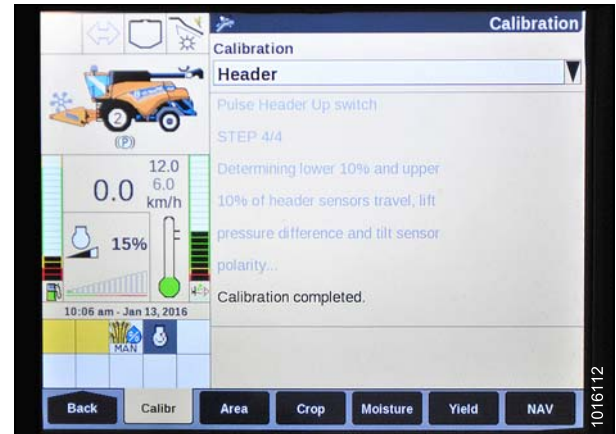 Calibration
Calibration
Header
Pulse Header Up switch
STEP 4/4
Determining lower 10% and upper
10% of header sensors travel, lift
pressure difference and tilt sensor
polarity...
Calibration completed.
2
(P)
0.0
12.0
6.0
km/h
15%
10:06 am - Jan 13, 2016
MAN
Back
Calibr
Area
Crop
Moisture
Yield
NAV
1016112